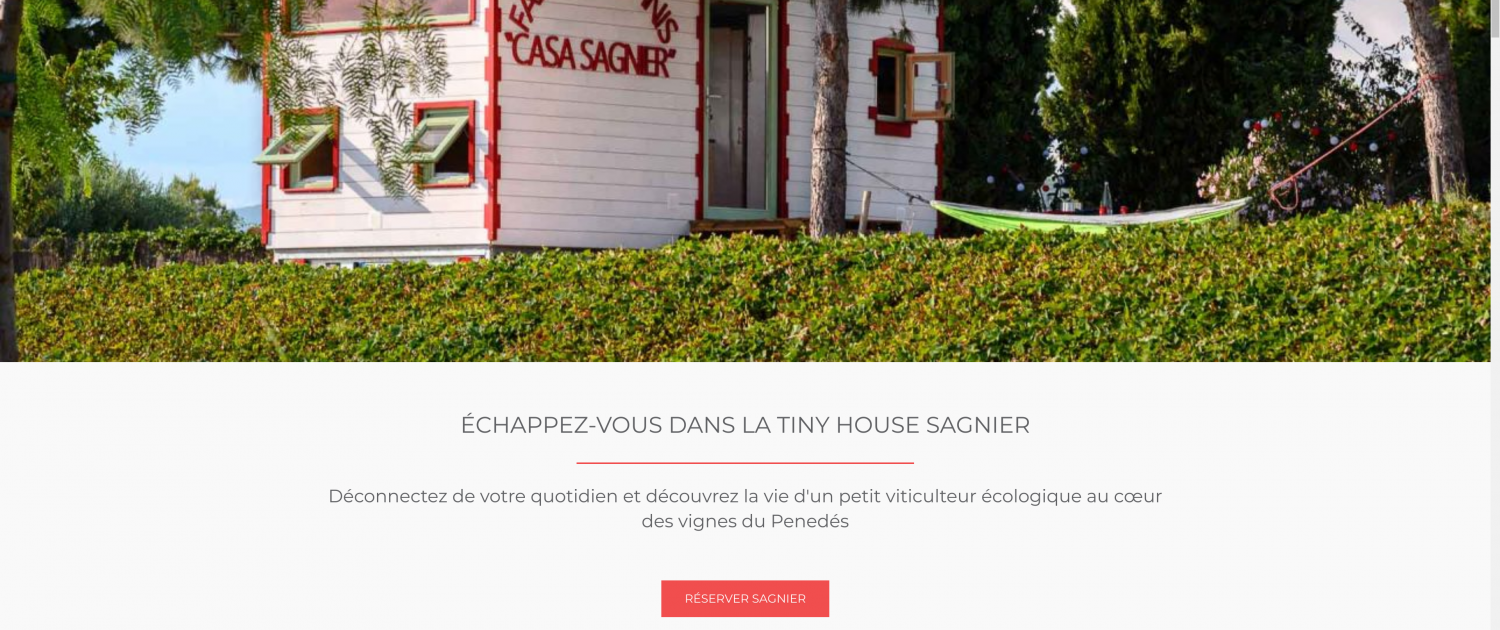 "CASA SAGNIER"
ÉCHAPPEZ-VOUS DANS LA TINY HOUSE SAGNIER
Déconnectez de votre quotidien et découvrez la vie d'un petit viticulteur écologique au cœur
des vignes du Penedés
RÉSERVER SAGNIER